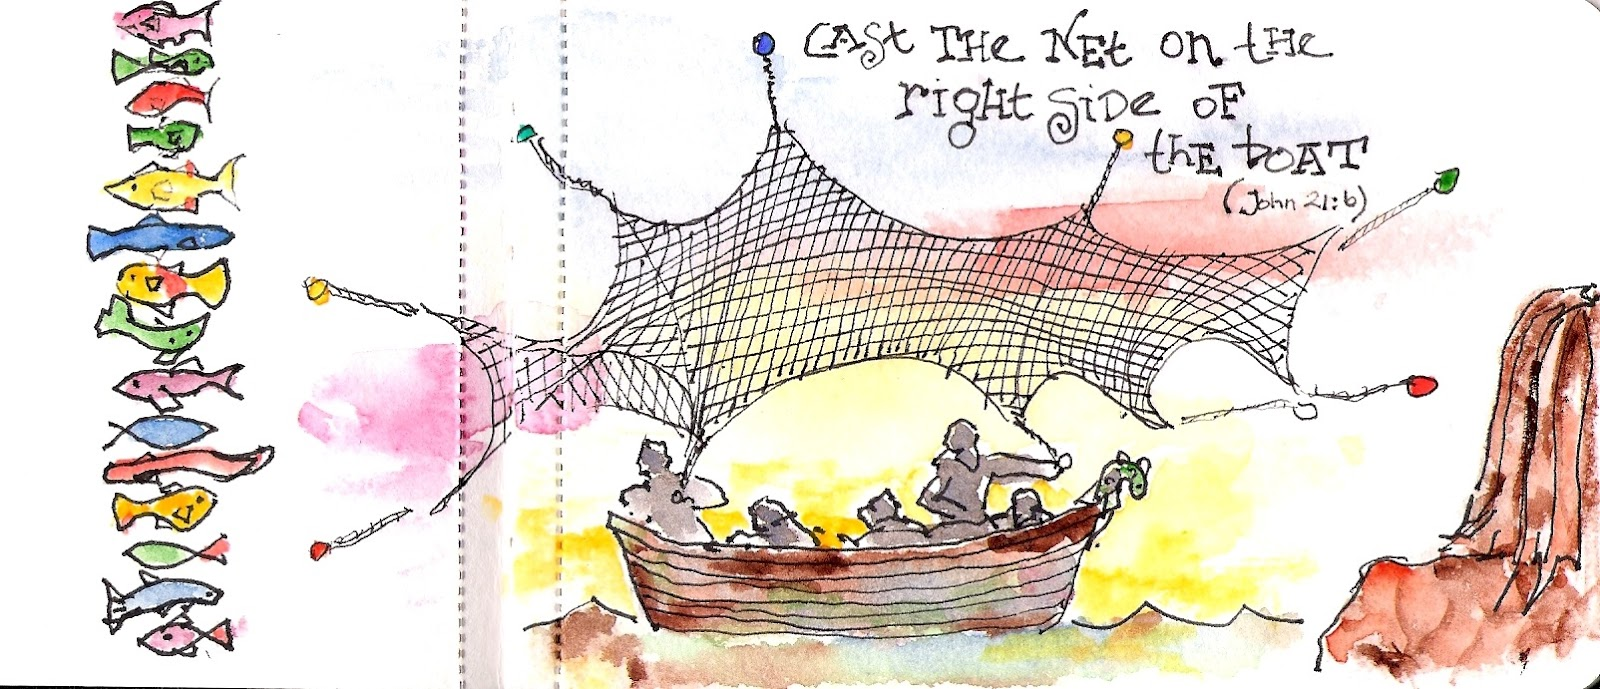 CAst THe NEt on tHe
rigHt SiDe oF
thE boAT
(John 21:6)